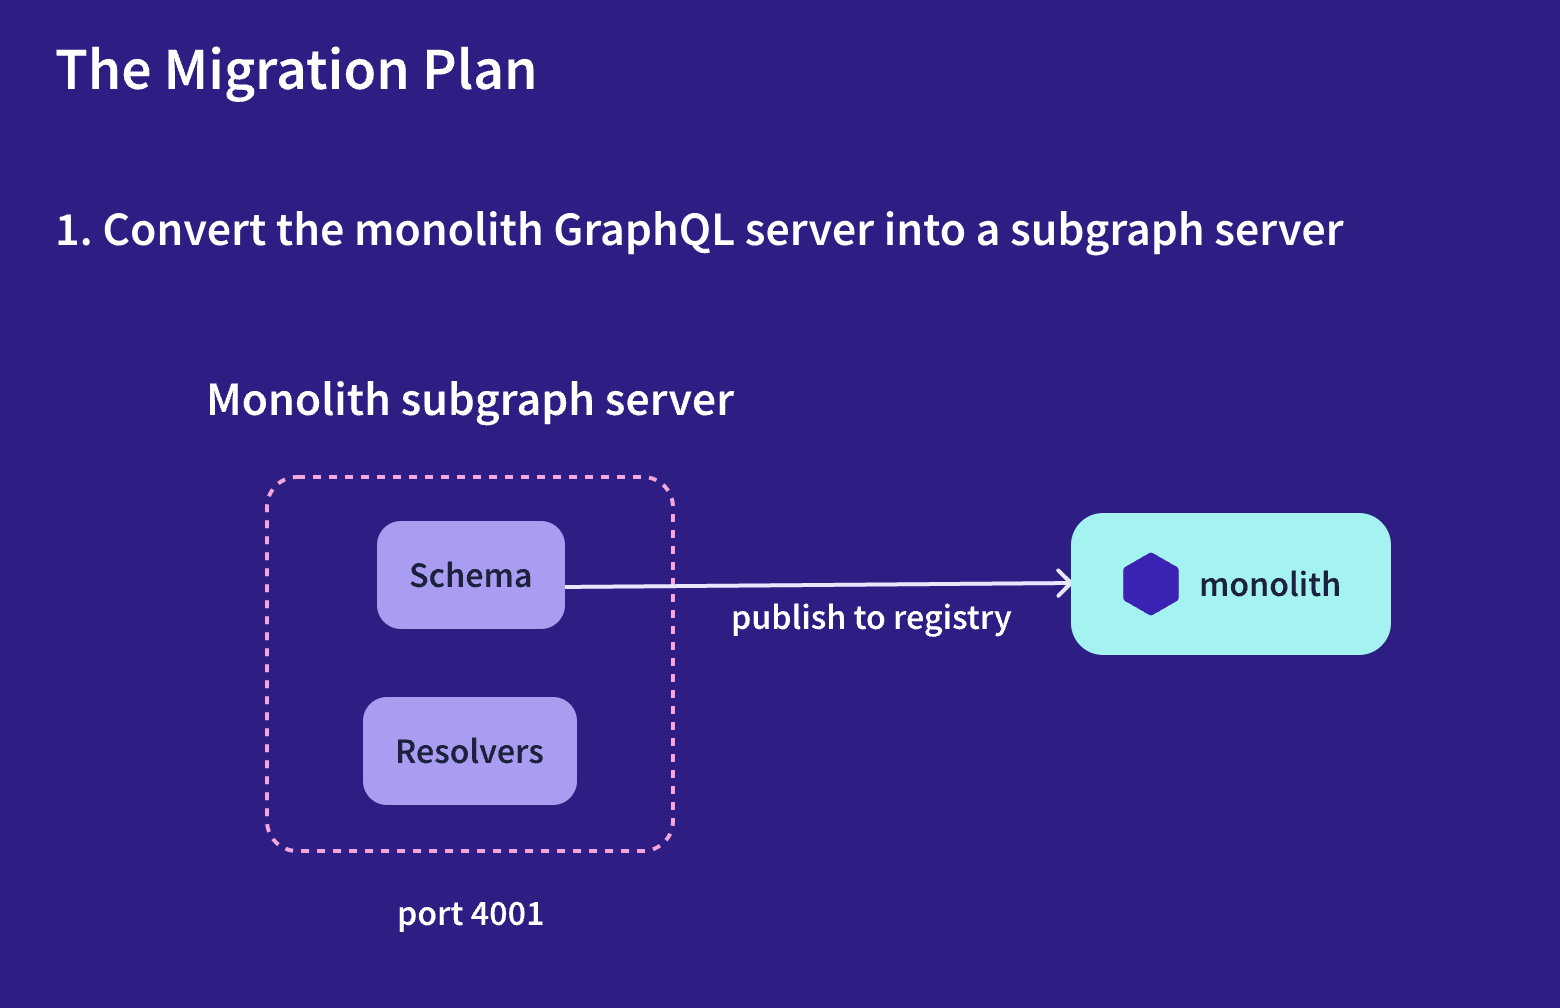 The Migration Plan
1. Convert the monolith GraphQL server into a subgraph server
Monolith subgraph server
Schema
publish to registry
monolith
Resolvers
port 4001